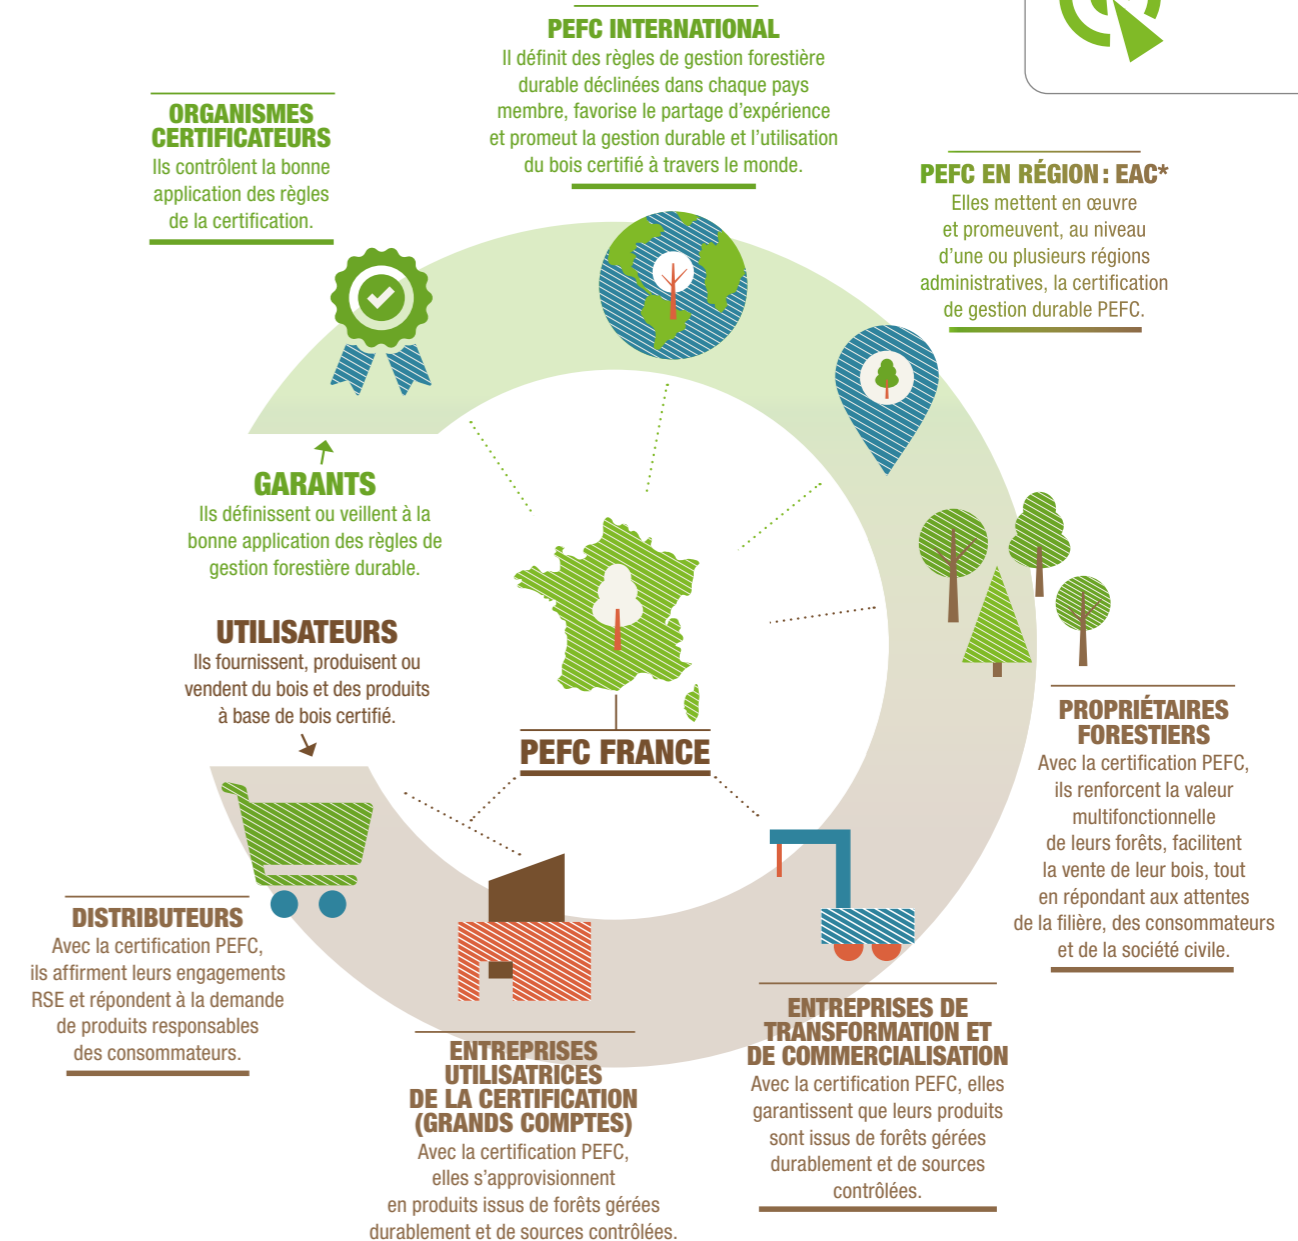 PEFC INTERNATIONAL
Il définit des règles de gestion forestière
durable déclinées dans chaque pays
membre, favorise le partage d'expérience
et promeut la gestion durable et l'utilisation
du bois certifié à travers le monde.
ORGANISMES
CERTIFICATEURS
Ils contrôlent la bonne
application des règles
de la certification.
PEFC EN RÉGION : EAC*
Elles mettent en œuvre
et promeuvent, au niveau
d'une ou plusieurs régions
administratives, la certification
de gestion durable PEFC.
GARANTS
Ils définissent ou veillent à la
bonne application des règles de
gestion forestière durable.
UTILISATEURS
Ils fournissent, produisent ou
vendent du bois et des produits
à base de bois certifié.
PEFC FRANCE
PROPRIÉTAIRES
FORESTIERS
Avec la certification PEFC,
ils renforcent la valeur
multifonctionnelle
de leurs forêts, facilitent
la vente de leur bois, tout
en répondant aux attentes
de la filière, des consommateurs
et de la société civile.
DISTRIBUTEURS
Avec la certification PEFC,
ils affirment leurs engagements
RSE et répondent à la demande
de produits responsables
des consommateurs.
ENTREPRISES
UTILISATRICES
DE LA CERTIFICATION
(GRANDS COMPTES)
Avec la certification PEFC,
elles s'approvisionnent
en produits issus de forêts gérées
durablement et de sources contrôlées.
ENTREPRISES DE
TRANSFORMATION ET
DE COMMERCIALISATION
Avec la certification PEFC, elles
garantissent que leurs produits
sont issus de forêts gérées
durablement et de sources
contrôlées.